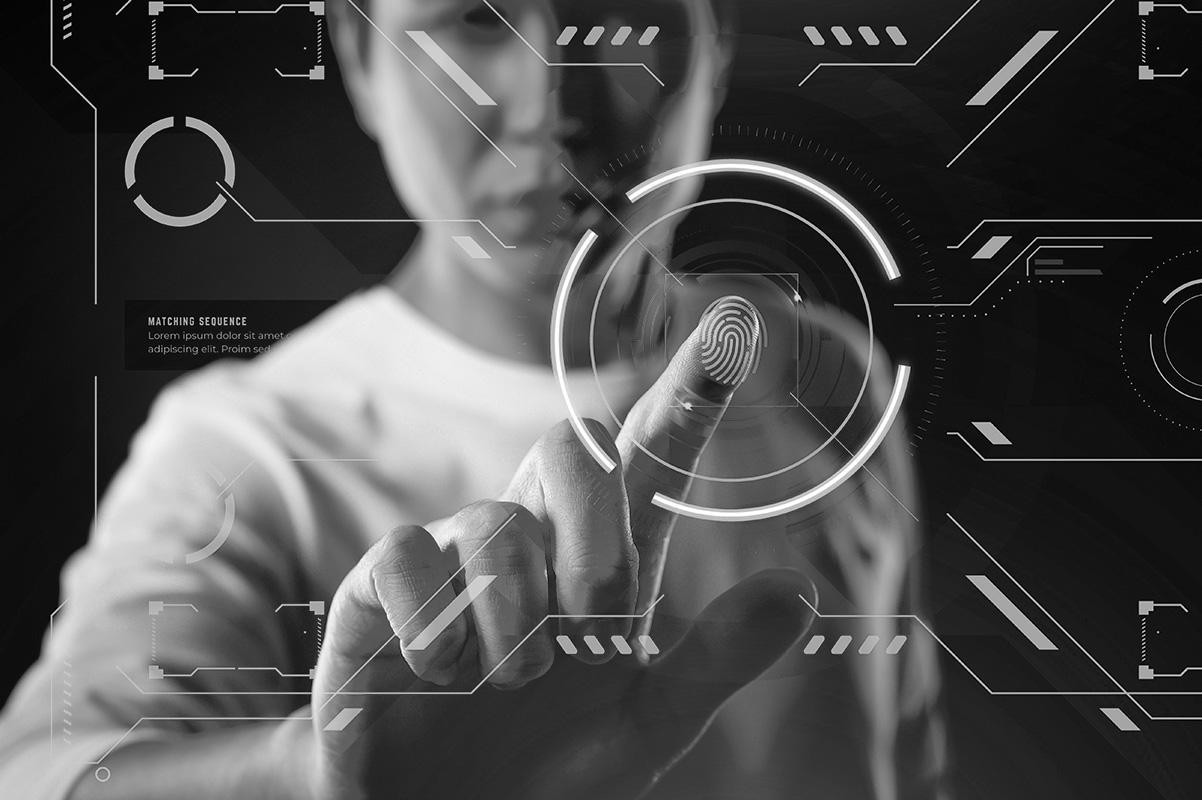 MATCHING SEQUENCE
Lorem ipsum dolor sit amet
adipiscing elit. Proim sed